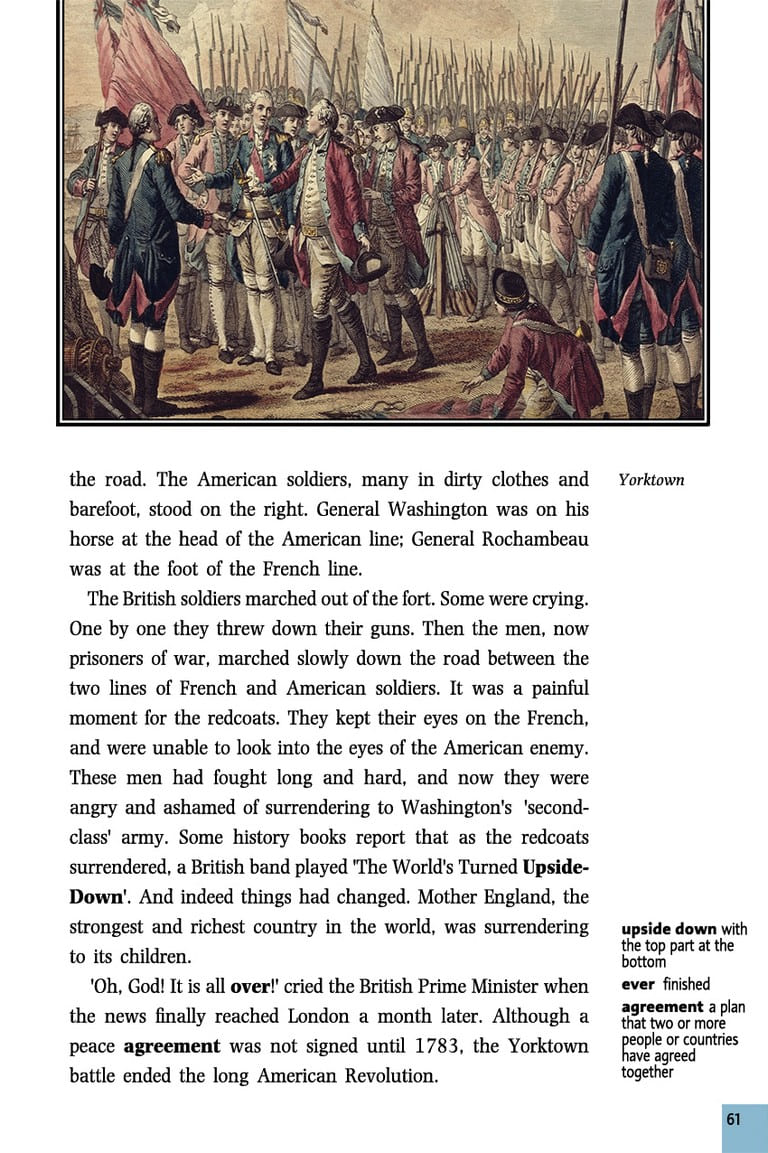 the road. The American soldiers, many in dirty clothes and
barefoot, stood on the right. General Washington was on his
horse at the head of the American line; General Rochambeau
was at the foot of the French line.
The British soldiers marched out of the fort. Some were crying.
One by one they threw down their guns. Then the men, now
prisoners of war, marched slowly down the road between the
two lines of French and American soldiers. It was a painful
moment for the redcoats. They kept their eyes on the French,
and were unable to look into the eyes of the American enemy.
These men had fought long and hard, and now they were
angry and ashamed of surrendering to Washington's 'second-
class' army. Some history books report that as the redcoats
surrendered, a British band played 'The World's Turned Upside-
Down'. And indeed things had changed. Mother England, the
strongest and richest country in the world, was surrendering
to its children.
'Oh, God! It is all over!' cried the British Prime Minister when
the news finally reached London a month later. Although a
peace agreement was not signed until 1783, the Yorktown
battle ended the long American Revolution.
Yorktown
upside down with
the top part at the
bottom
ever finished
agreement a plan
that two or more
people or countries
have agreed
together
61